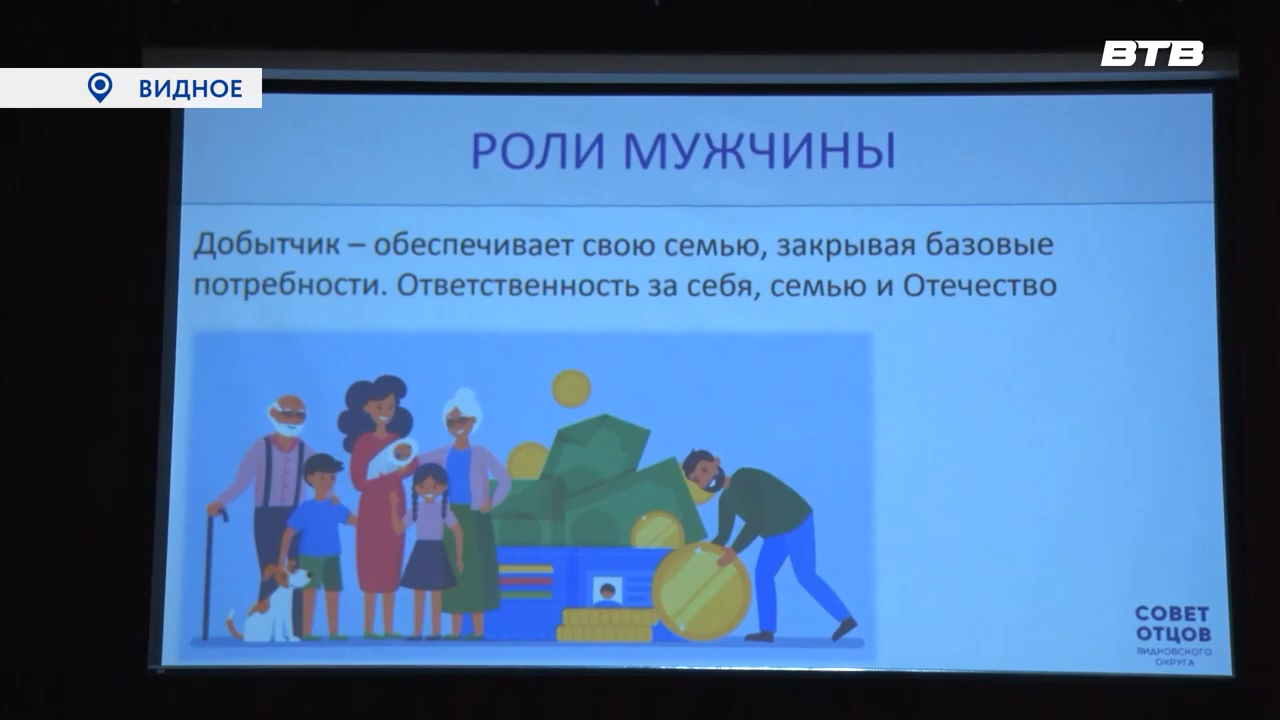 ВТВ
ВИДНОЕ
РОЛИ МУЖЧИНЫ
Добытчик – обеспечивает свою семью, закрывая базовые
потребности. Ответственность за себя, семью и Отечество
СОВЕТ
ОТЦОВ
ВИДНОВСКОГО
ОКРУГА